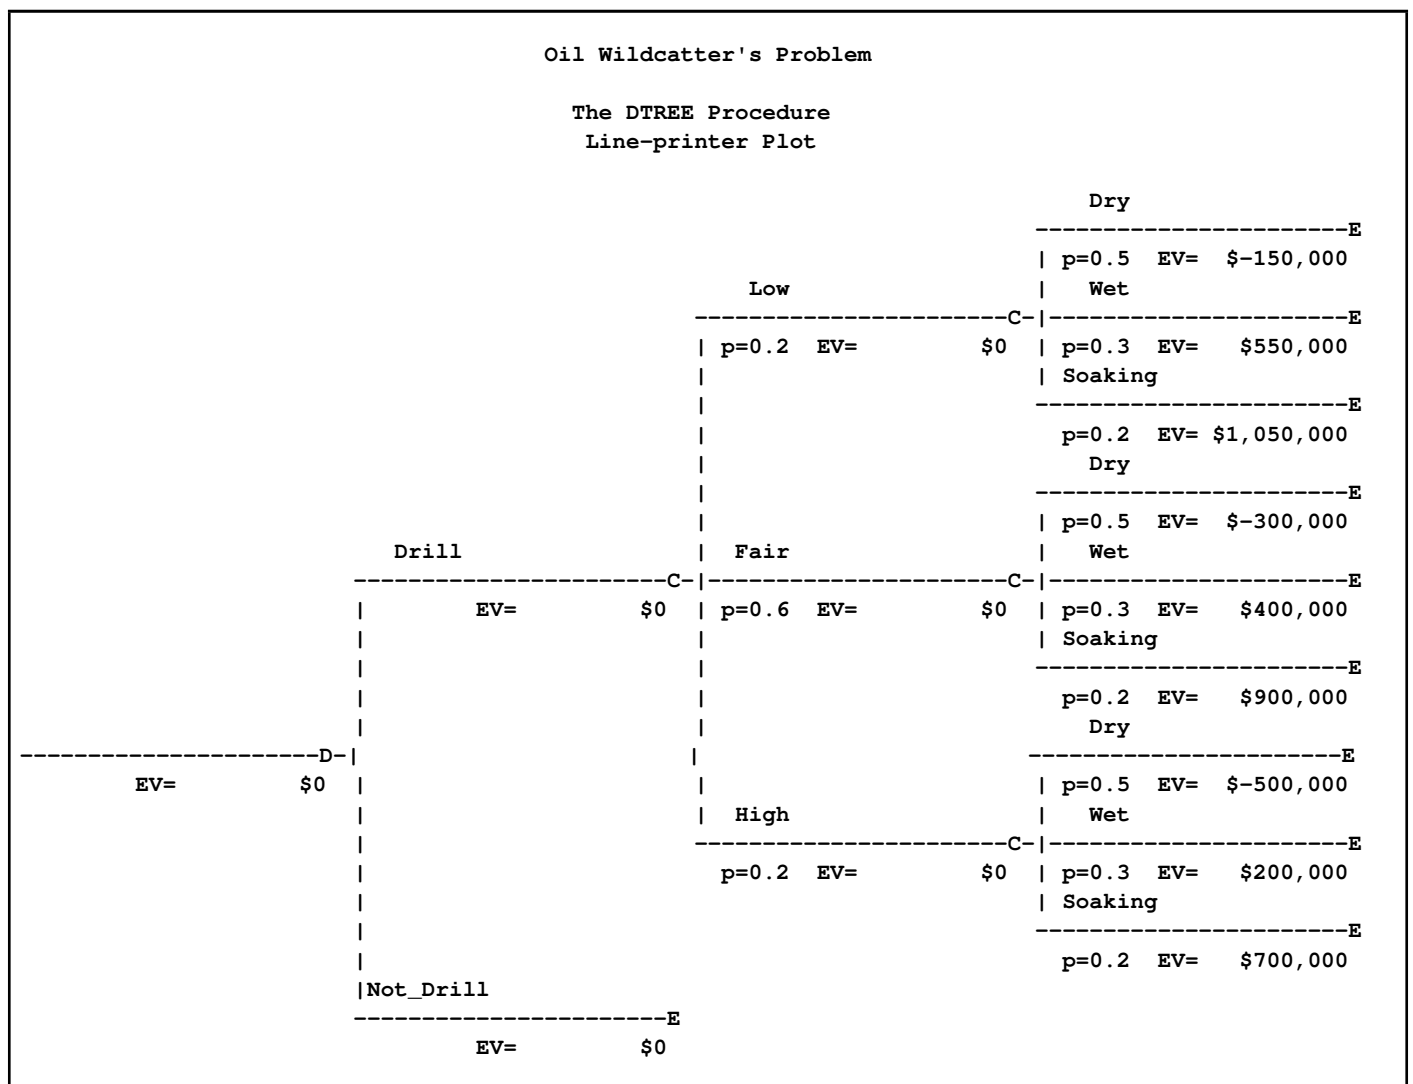 Oil Wildcatter's Problem
The DTREE Procedure
Line-printer Plot
Dry
-----------------------E
| p=0.5 EV= $-150,000
Low | Wet
-----------------------C-|----------------------E
| p=0.2 EV= $0 | p=0.3 EV= $550,000
| | Soaking
| -----------------------E
| p=0.2 EV= $1,050,000
| Dry
| -----------------------E
| | p=0.5 EV= $-300,000
Drill | Fair | Wet
-----------------------C-|----------------------C-|----------------------E
| EV= $0 | p=0.6 EV= $0 | p=0.3 EV= $400,000
| | | Soaking
| | -----------------------E
| | p=0.2 EV= $900,000
| | Dry
----------------------D-| | -----------------------E
EV= $0 | | | p=0.5 EV= $-500,000
| | High | Wet
| -----------------------C-|----------------------E
| p=0.2 EV= $0 | p=0.3 EV= $200,000
| | Soaking
| -----------------------E
| p=0.2 EV= $700,000
|Not_Drill
-----------------------E
EV= $0